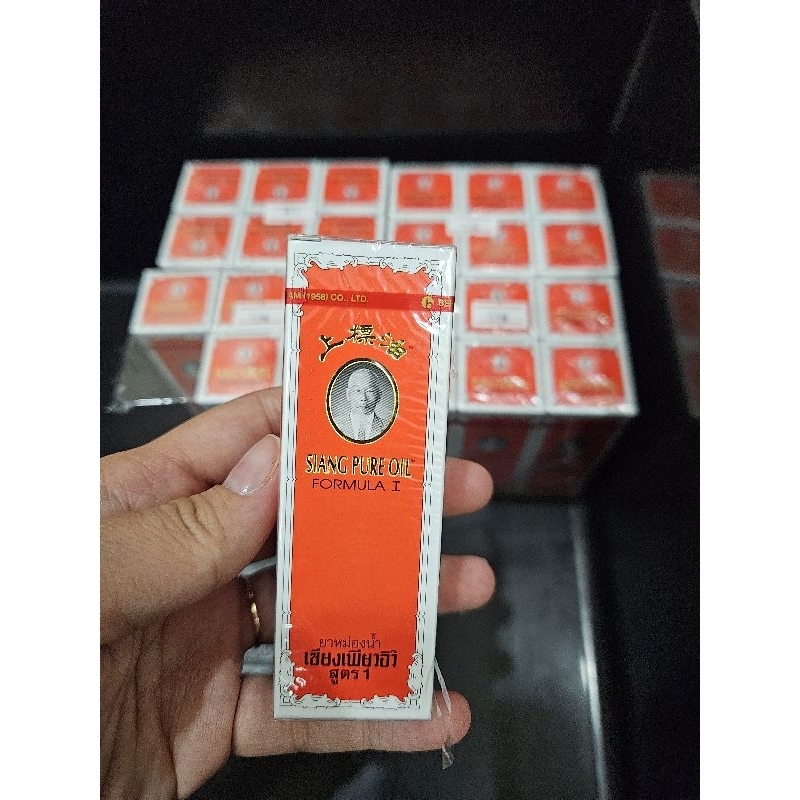 AM (1958) CO., LTD.
上標油
SIANG PURE OIL
FORMULA I
ยาหม่องน้ำ
เซียงเพียวอิ๊ว
สูตร 1